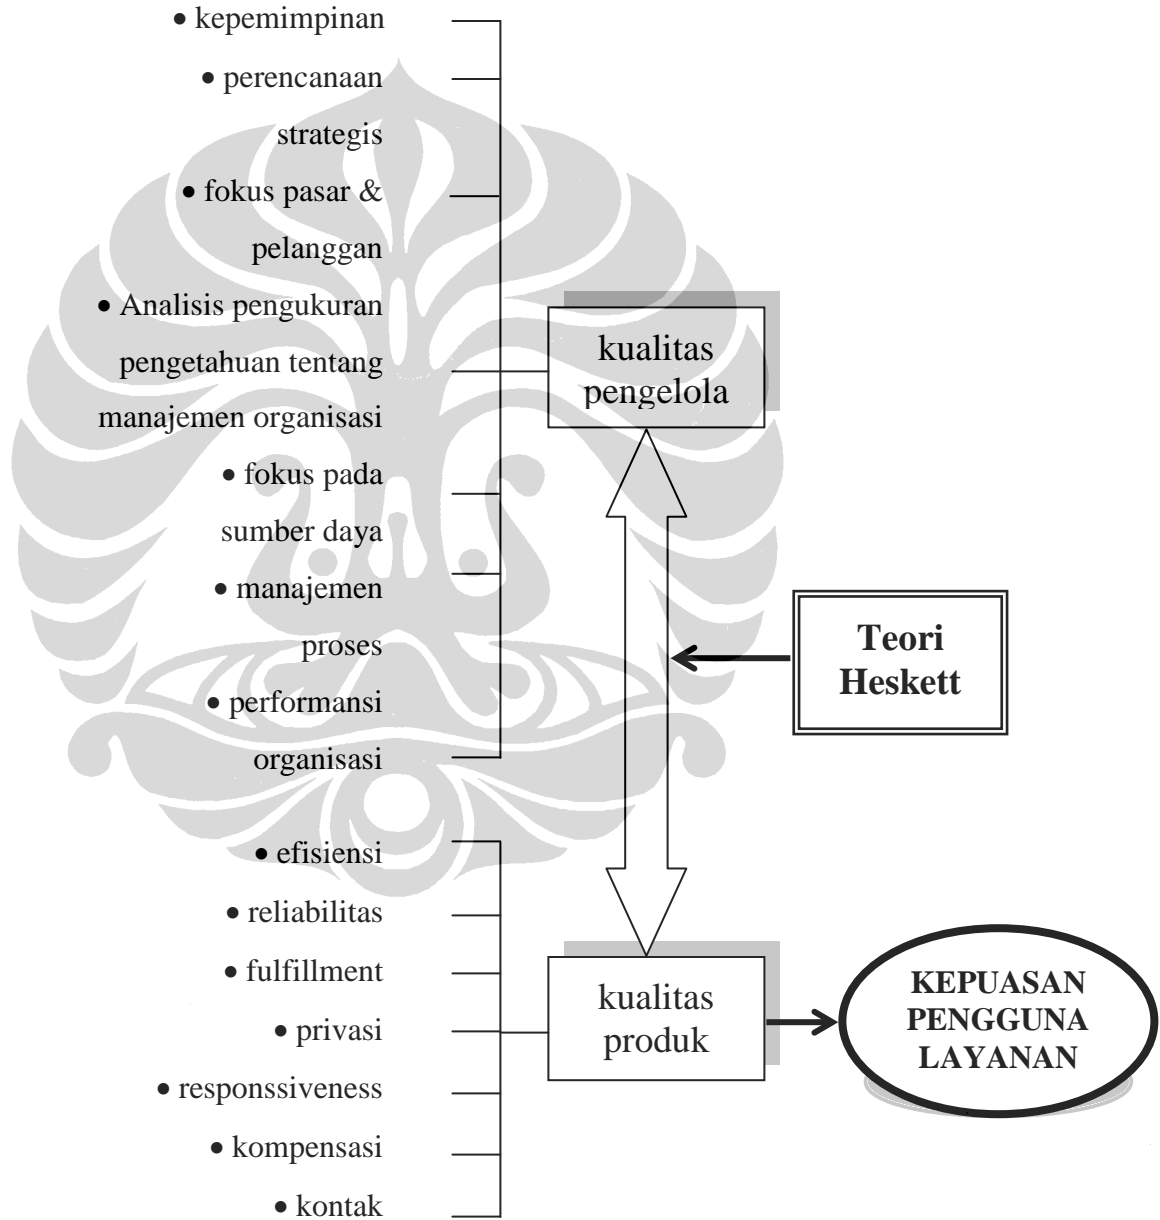 • kepemimpinan
• perencanaan
strategis
• fokus pasar &
pelanggan
• Analisis pengukuran
pengetahuan tentang
manajemen organisasi
• fokus pada
sumber daya
• manajemen
proses
• performansi
organisasi
kualitas
pengelola
Teori
Heskett
• efisiensi
• reliabilitas
• fulfillment
• privasi
• responssiveness
• kompensasi
• kontak
kualitas
produk
KEPUASAN
PENGGUNA
LAYANAN